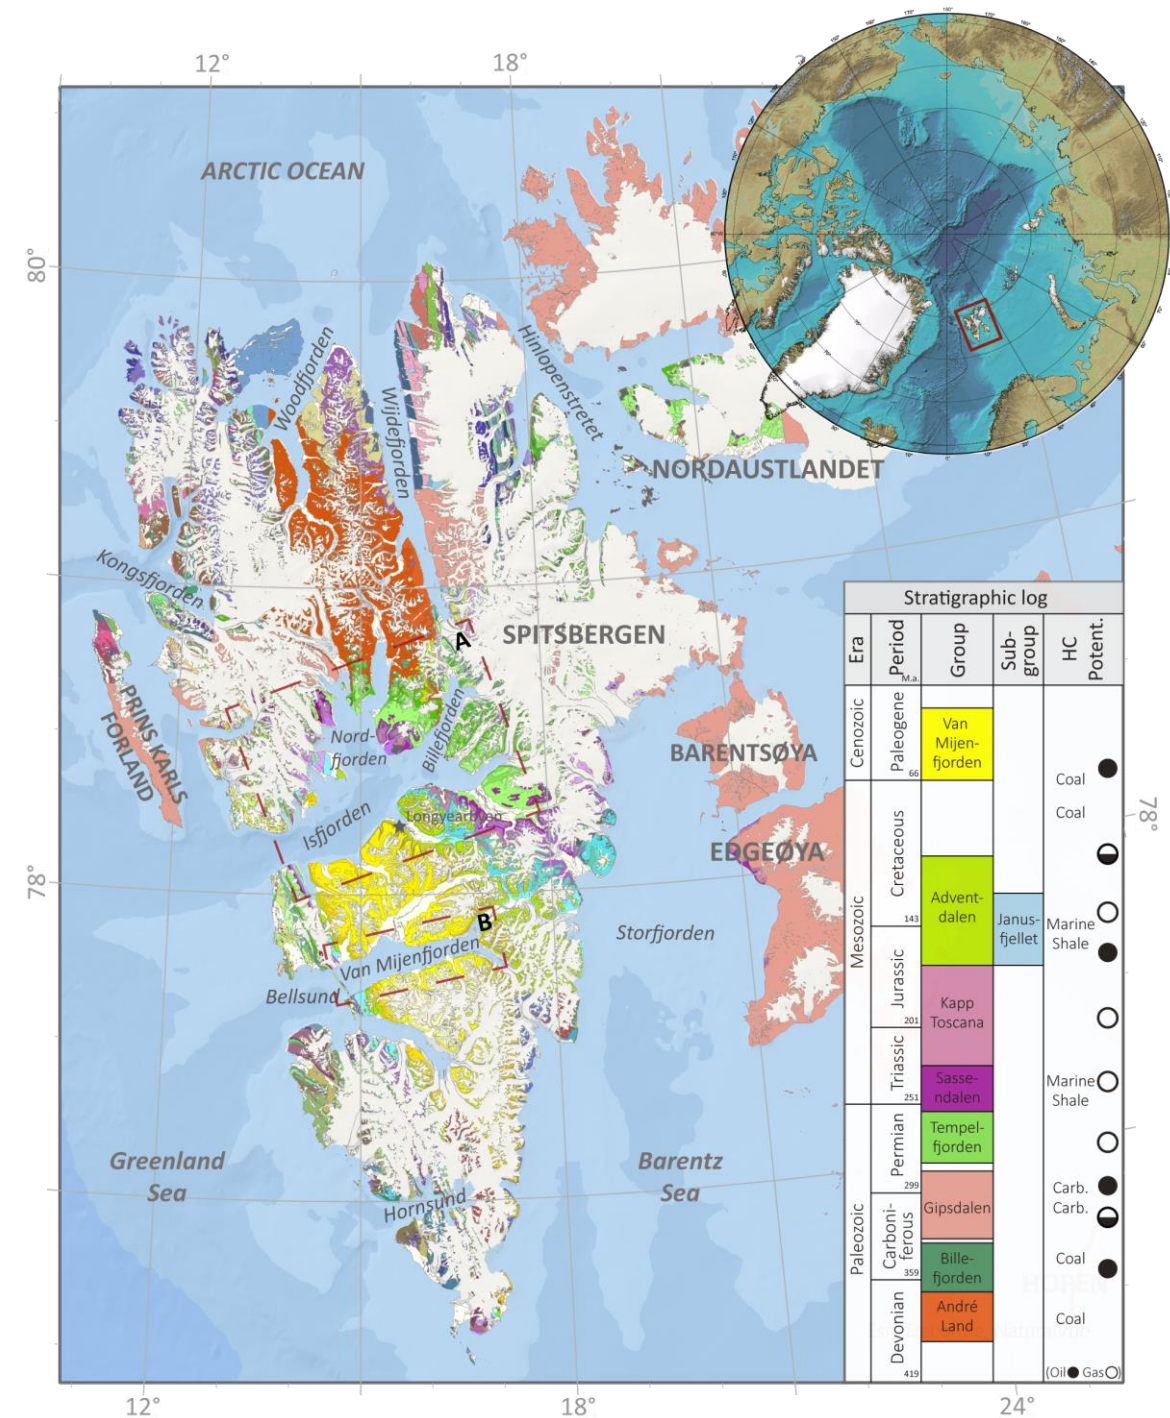 12°
18°
ARCTIC OCEAN
80°
Woodfjorden
Wijdefjorden
Hinlopenstretet
NORDAUSTLANDET
Kongsfjorden
A
SPITSBERGEN
PRINS KARLS
FORLAND
Nord-
fjorden
Billefjorden
BARENTSØYA
Isfjorden
Longyearbyen
EDGEØYA
78°
78°
B
Storfjorden
Van Mijenfjorden
Bellsund
Greenland
Sea
Barentz
Sea
Hornsund
12°
18°
24°
Stratigraphic log
Era
Period
M.a.
Group
Sub-
group
HC
Potent.
Cenozoic
Paleogene
66
Van
Mijen-
fjorden
Coal
Coal
Mesozoic
Cretaceous
143
Advent-
dalen
Janus-
fjellet
Marine
Shale
Jurassic
201
Kapp
Toscana
Triassic
251
Sasse-
ndalen
Marine
Shale
Paleozoic
Permian
299
Tempel-
fjorden
Carboni-
ferous
359
Gipsdalen
Carb.
Carb.
Bille-
fjorden
Coal
Devonian
419
André
Land
Coal
(Oil Gas )